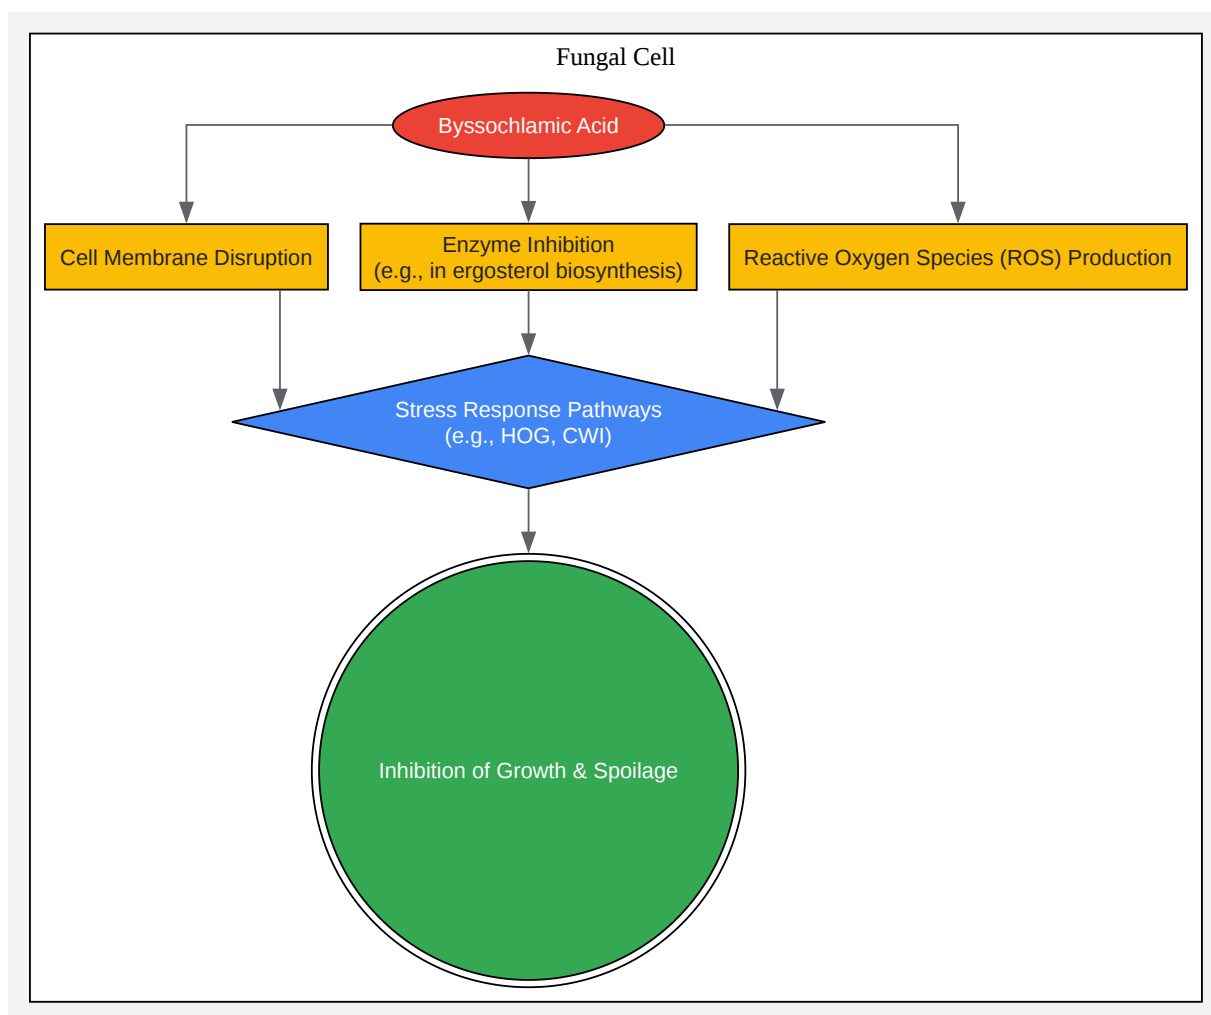 Fungal Cell
Byssochlamic Acid
Cell Membrane Disruption
Enzyme Inhibition
(e.g., in ergosterol biosynthesis)
Reactive Oxygen Species (ROS) Production
Stress Response Pathways
(e.g., HOG, CWI)
Inhibition of Growth & Spoilage